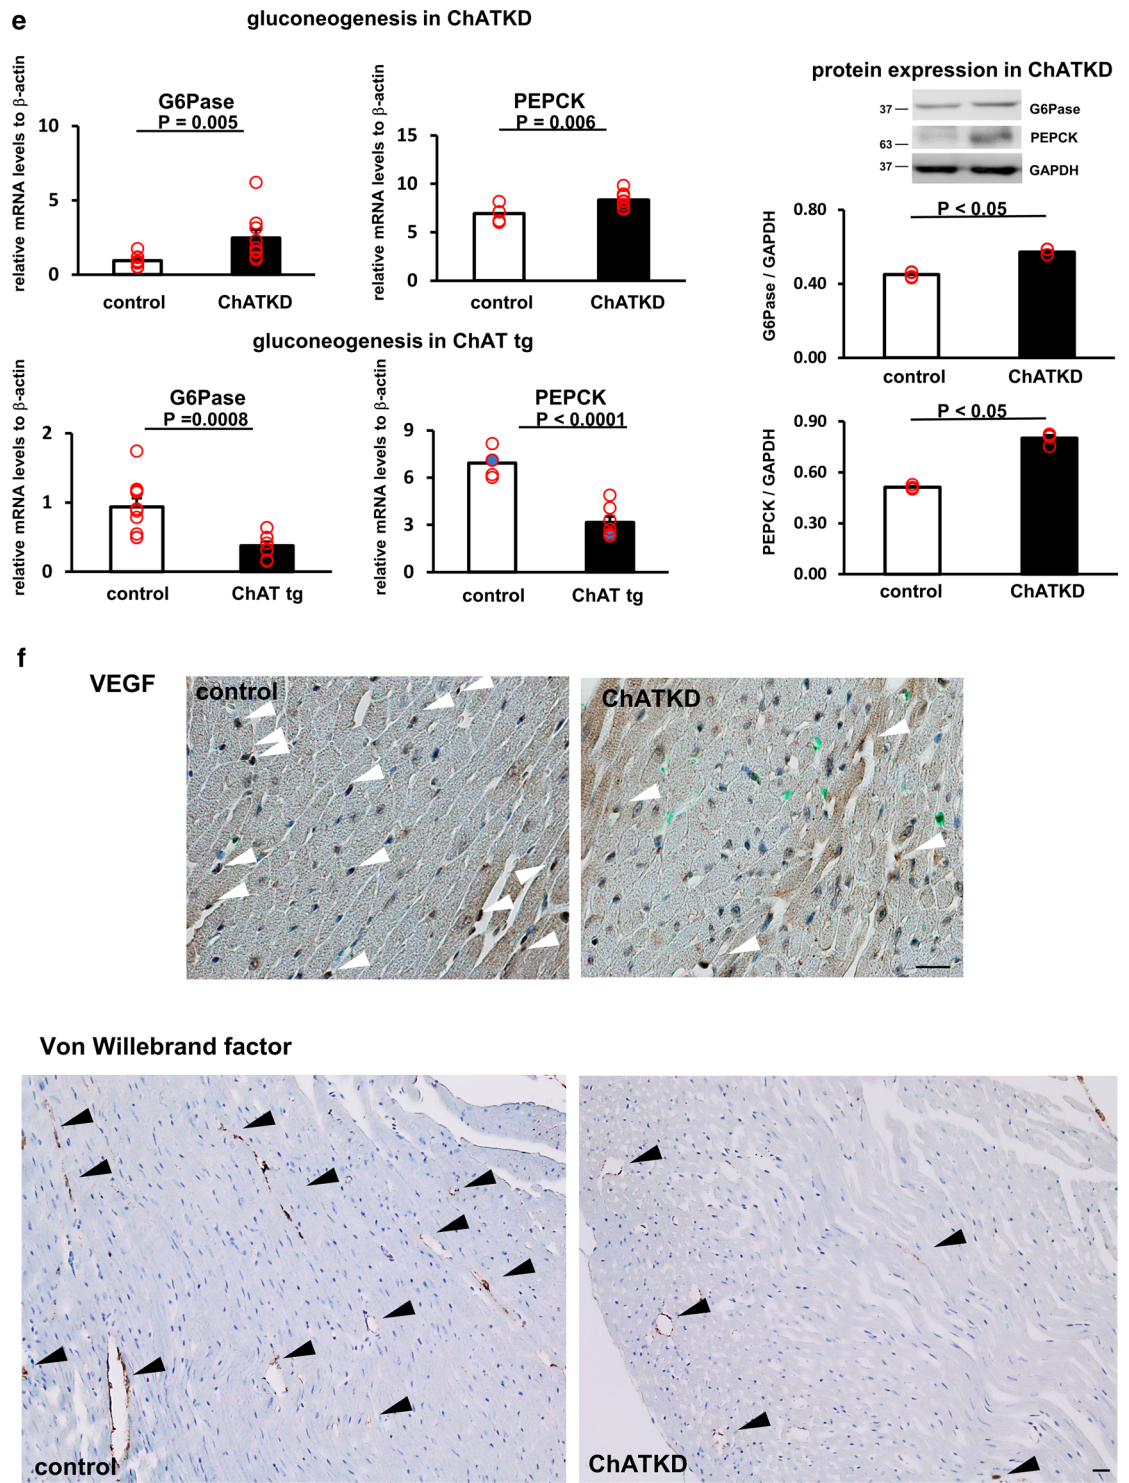 e
gluconeogenesis in ChATKD
relative mRNA levels to β-actin
G6Pase
P = 0.005
10
5
0
control
ChATKD
relative mRNA levels to β-actin
PEPCK
P = 0.006
15
10
5
0
control
ChATKD
protein expression in ChATKD
37
G6Pase
63
PEPCK
37
GAPDH
G6Pase / GAPDH
P < 0.05
0.80
0.40
0.00
control
ChATKD
gluconeogenesis in ChAT tg
relative mRNA levels to β-actin
G6Pase
P =0.0008
2
1
0
control
ChAT tg
relative mRNA levels to β-actin
PEPCK
P < 0.0001
9
6
3
0
control
ChAT tg
PEPCK / GAPDH
P < 0.05
0.90
0.60
0.30
0.00
control
ChATKD
f
VEGF
control
ChATKD
Von Willebrand factor
control
ChATKD